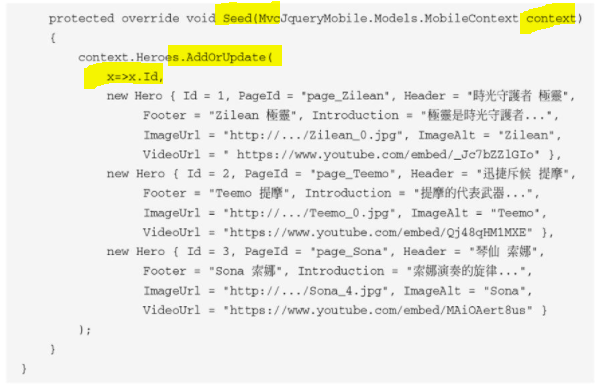 protected override void Seed(MvcJqueryMobile.Models.MobileContext context)
{
context.Heroes.AddOrUpdate(
x=>x.Id,
new Hero { Id = 1, PageId = "page_Zilean", Header = "時光守護者 極靈",
Footer = "Zilean 極靈", Introduction = "極靈是時光守護者...",
ImageUrl = "http://.../Zilean_0.jpg", ImageAlt = "Zilean",
VideoUrl = " https://www.youtube.com/embed/_Jc7bZZlGIo" },
new Hero { Id = 2, PageId = "page_Teemo", Header = "迅捷斥候 提摩",
Footer = "Teemo 提摩", Introduction = "提摩的代表武器...",
ImageUrl = "http://.../Teemo_0.jpg", ImageAlt = "Teemo",
VideoUrl = "https://www.youtube.com/embed/Qj48qHM1MXE" },
new Hero { Id = 3, PageId = "page_Sona", Header = "琴仙 索娜",
Footer = "Sona 索娜", Introduction = "索娜演奏的旋律...",
ImageUrl = "http://.../Sona_4.jpg", ImageAlt = "Sona",
VideoUrl = "https://www.youtube.com/embed/MAiOAert8us" }
);
}
}